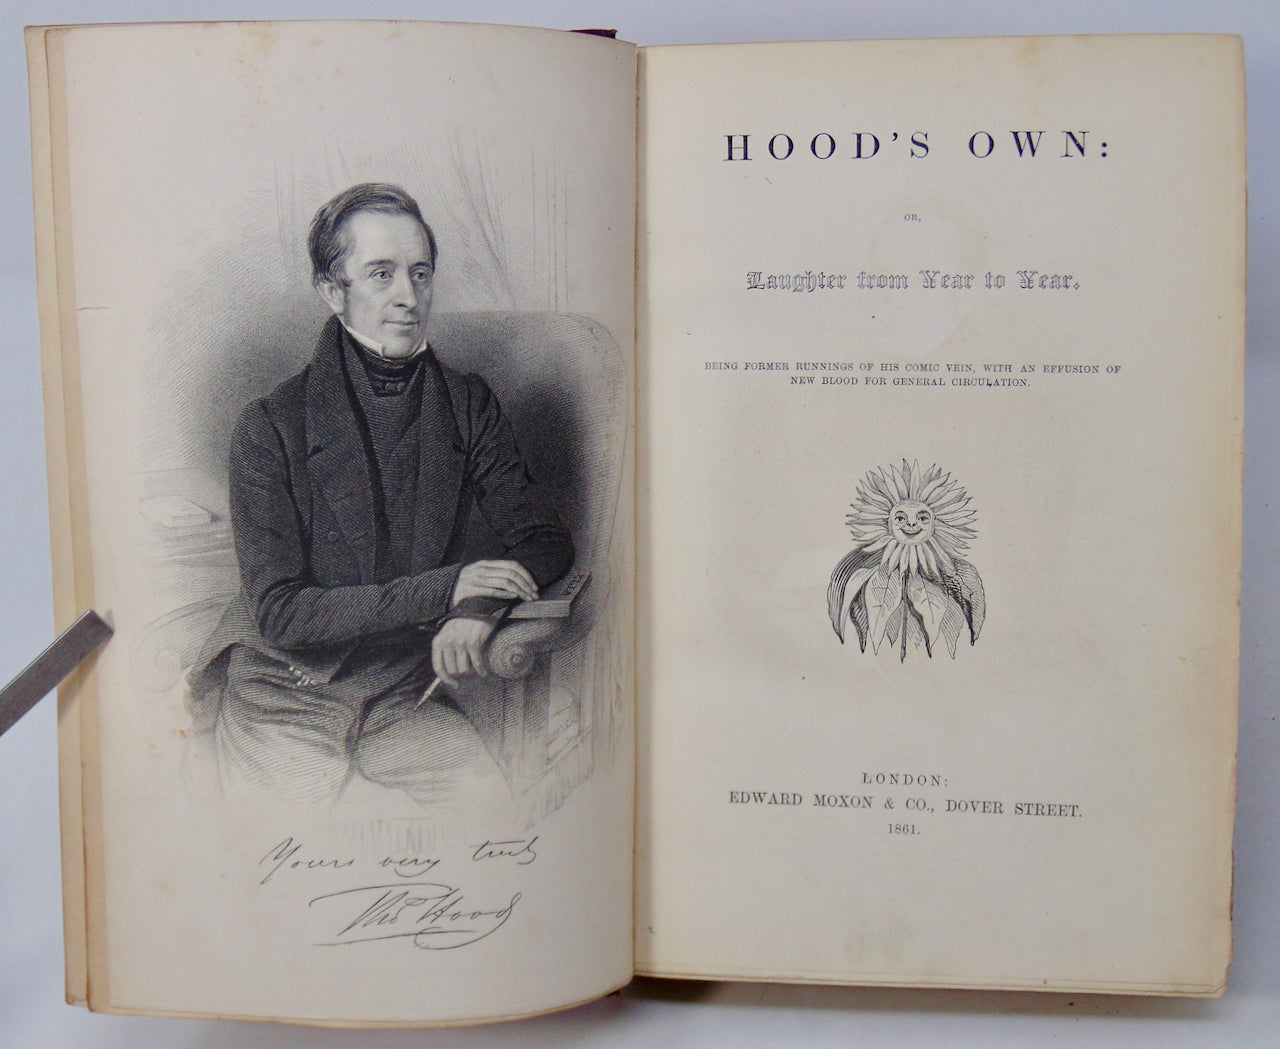 Yours very truly
Thos Hood
HOOD'S OWN:
OR,
Laughter from Year to Year.
BEING FORMER RUNNINGS OF HIS COMIC VEIN, WITH AN EFFUSION OF
NEW BLOOD FOR GENERAL CIRCULATION.
LONDON:
EDWARD MOXON & CO., DOVER STREET.
1861.